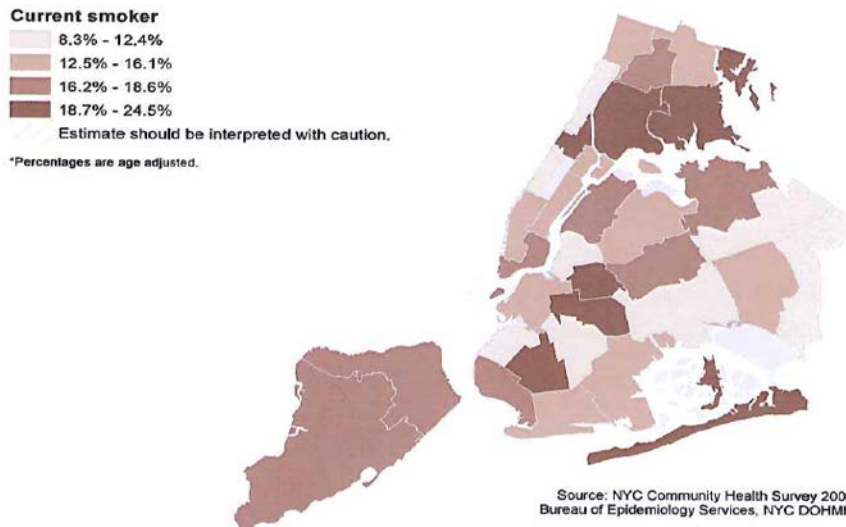 Current smoker
8.3% - 12.4%
12.5% - 16.1%
16.2% - 18.6%
18.7% - 24.5%
Estimate should be interpreted with caution.
*Percentages are age adjusted.
Source: NYC Community Health Survey 200
Bureau of Epidemiology Services, NYC DOHM